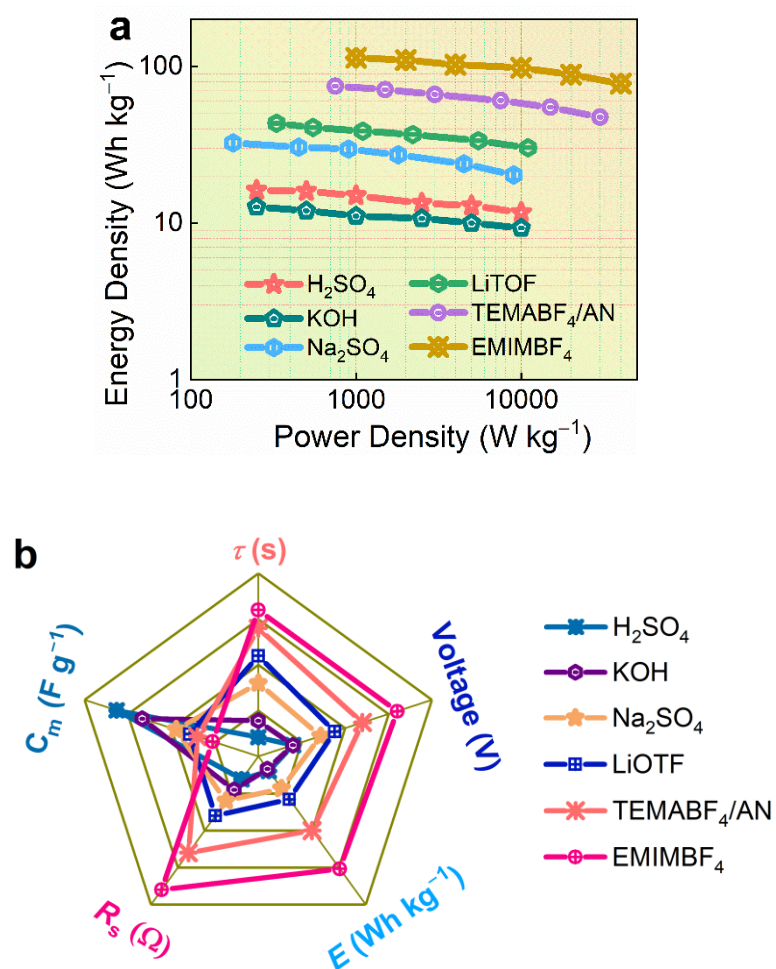 a
Energy Density (Wh kg⁻¹)
100
10
1
H₂SO₄
KOH
Na₂SO₄
LiTOF
TEMABF₄/AN
EMIMBF₄
100
1000
10000
Power Density (W kg⁻¹)
b
τ (s)
Voltage (V)
E (Wh kg⁻¹)
Rₛ (Ω)
Cₘ (F g⁻¹)
H₂SO₄
KOH
Na₂SO₄
LiOTF
TEMABF₄/AN
EMIMBF₄